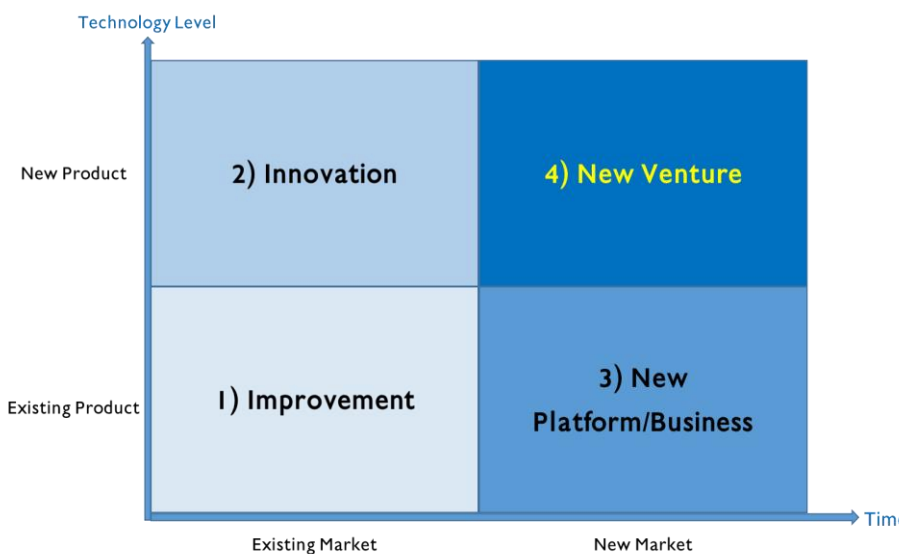 Technology Level
New Product
2) Innovation
4) New Venture
Existing Product
1) Improvement
3) New
Platform/Business
Time
Existing Market
New Market